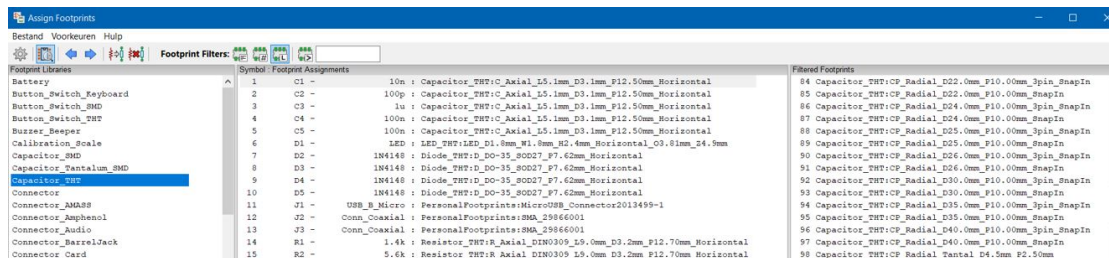 Assign Footprints
Bestand Voorkeuren Hulp
Footprint Filters:
Footprint Libraries
Battery
Button_Switch_Keyboard
Button_Switch_SMD
Button_Switch_THT
Buzzer_Beeper
Calibration_Scale
Capacitor_SMD
Capacitor_Tantalum_SMD
Capacitor_THT
Connector
Connector_AMASS
Connector_Amphenol
Connector_Audio
Connector_BarrelJack
Connector_Card
Symbol : Footprint Assignments
1 C1 - 10n : Capacitor_THT:C_Axial_L5.1mm_D3.1mm_P12.50mm_Horizontal
2 C2 - 100p : Capacitor_THT:C_Axial_L5.1mm_D3.1mm_P12.50mm_Horizontal
3 C3 - 1u : Capacitor_THT:C_Axial_L5.1mm_D3.1mm_P12.50mm_Horizontal
4 C4 - 100n : Capacitor_THT:C_Axial_L5.1mm_D3.1mm_P12.50mm_Horizontal
5 C5 - 100n : Capacitor_THT:C_Axial_L5.1mm_D3.1mm_P12.50mm_Horizontal
6 D1 - LED : LED_THT:LED_D1.8mm_W1.8mm_H2.4mm_Horizontal_O3.81mm_Z4.9mm
7 D2 - 1N4148 : Diode_THT:D_DO-35_SOD27_P7.62mm_Horizontal
8 D3 - 1N4148 : Diode_THT:D_DO-35_SOD27_P7.62mm_Horizontal
9 D4 - 1N4148 : Diode_THT:D_DO-35_SOD27_P7.62mm_Horizontal
10 D5 - 1N4148 : Diode_THT:D_DO-35_SOD27_P7.62mm_Horizontal
11 J1 - USB_B_Micro : PersonalFootprints:MicroUSB_Connector2013499-1
12 J2 - Conn_Coaxial : PersonalFootprints:SMA_29866001
13 J3 - Conn_Coaxial : PersonalFootprints:SMA_29866001
14 R1 - 1.4k : Resistor_THT:R_Axial_DIN0309_L9.0mm_D3.2mm_P12.70mm_Horizontal
15 R2 - 5.6k : Resistor_THT:R_Axial_DIN0309_L9.0mm_D3.2mm_P12.70mm_Horizontal
Filtered Footprints
84 Capacitor_THT:CP_Radial_D22.0mm_P10.00mm_3pin_SnapIn
85 Capacitor_THT:CP_Radial_D22.0mm_P10.00mm_SnapIn
86 Capacitor_THT:CP_Radial_D24.0mm_P10.00mm_3pin_SnapIn
87 Capacitor_THT:CP_Radial_D24.0mm_P10.00mm_SnapIn
88 Capacitor_THT:CP_Radial_D25.0mm_P10.00mm_3pin_SnapIn
89 Capacitor_THT:CP_Radial_D25.0mm_P10.00mm_SnapIn
90 Capacitor_THT:CP_Radial_D26.0mm_P10.00mm_3pin_SnapIn
91 Capacitor_THT:CP_Radial_D26.0mm_P10.00mm_SnapIn
92 Capacitor_THT:CP_Radial_D30.0mm_P10.00mm_3pin_SnapIn
93 Capacitor_THT:CP_Radial_D30.0mm_P10.00mm_SnapIn
94 Capacitor_THT:CP_Radial_D35.0mm_P10.00mm_3pin_SnapIn
95 Capacitor_THT:CP_Radial_D35.0mm_P10.00mm_SnapIn
96 Capacitor_THT:CP_Radial_D40.0mm_P10.00mm_3pin_SnapIn
97 Capacitor_THT:CP_Radial_D40.0mm_P10.00mm_SnapIn
98 Capacitor_THT:CP_Radial_Tantal_D4.5mm_P2.50mm